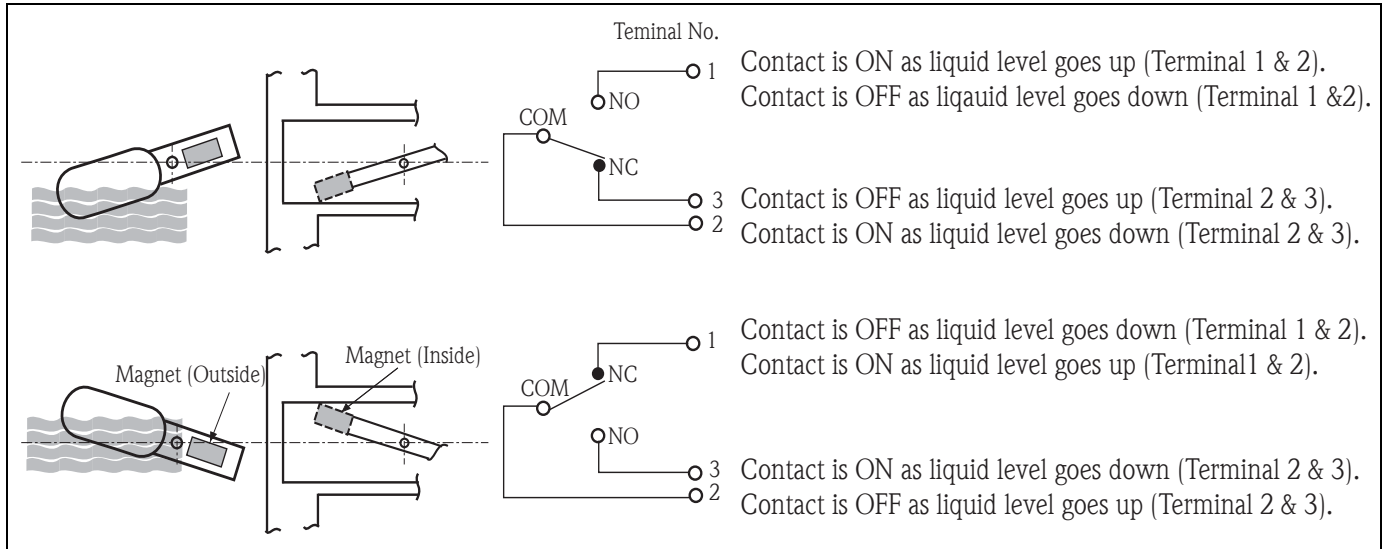 Teminal No.
1
Contact is ON as liquid level goes up (Terminal 1 & 2).
NO
Contact is OFF as liqauid level goes down (Terminal 1 &2).
COM
NC
3
Contact is OFF as liquid level goes up (Terminal 2 & 3).
2
Contact is ON as liquid level goes down (Terminal 2 & 3).
Contact is OFF as liquid level goes down (Terminal 1 & 2).
1
Magnet (Inside)
Contact is ON as liquid level goes up (Terminal1 & 2).
Magnet (Outside)
NC
COM
NO
3
Contact is ON as liquid level goes down (Terminal 2 & 3).
2
Contact is OFF as liquid level goes up (Terminal 2 & 3).